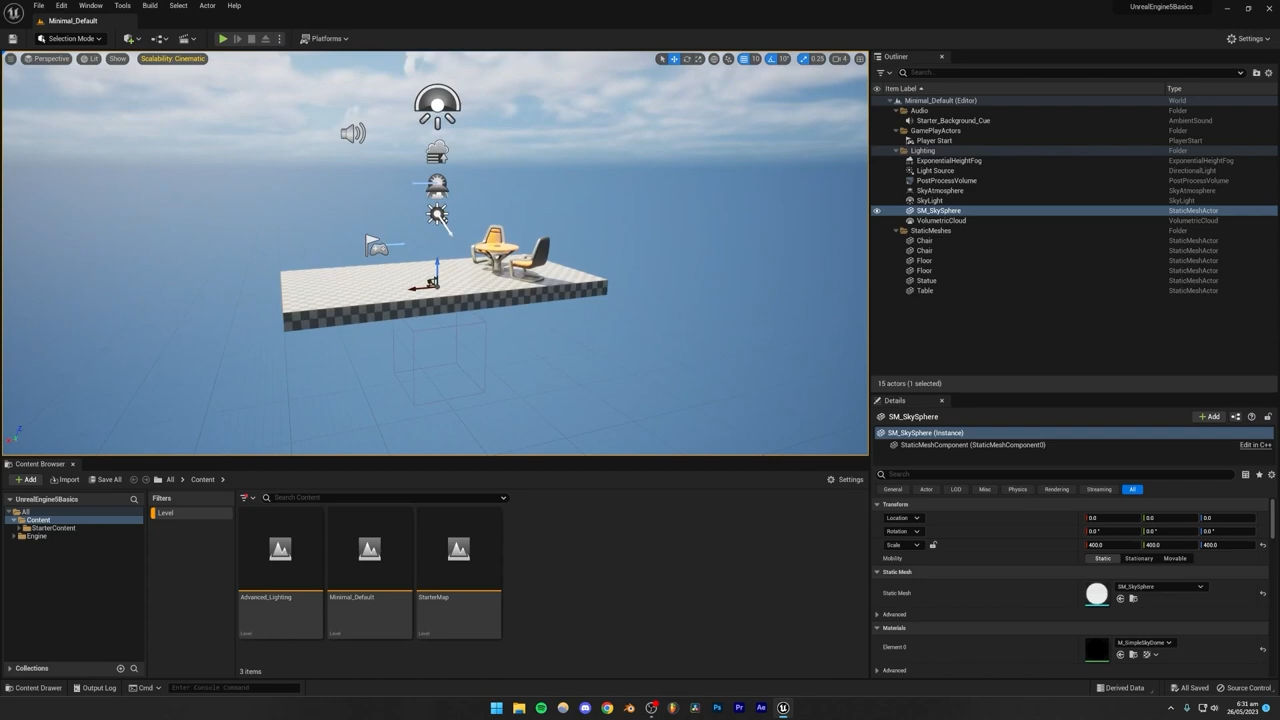 File Edit Window Tools Build Select Actor Help
UnrealEngine5Basics
Minimal_Default
Selection Mode
Platforms
Settings
Perspective Lit Show Scalability: Cinematic
10 10° 0.25 4
Outliner
Search...
Item Label Type
Minimal_Default (Editor) World
Audio Folder
Starter_Background_Cue AmbientSound
GamePlayActors Folder
Player Start PlayerStart
Lighting Folder
ExponentialHeightFog ExponentialHeightFog
Light Source DirectionalLight
PostProcessVolume PostProcessVolume
SkyAtmosphere SkyAtmosphere
SkyLight SkyLight
SM_SkySphere StaticMeshActor
VolumetricCloud VolumetricCloud
StaticMeshes Folder
Chair StaticMeshActor
Chair StaticMeshActor
Floor StaticMeshActor
Floor StaticMeshActor
Statue StaticMeshActor
Table StaticMeshActor
15 actors (1 selected)
Details
SM_SkySphere
Add
SM_SkySphere (Instance)
StaticMeshComponent (StaticMeshComponent0) Edit in C++
Search
General Actor LOD Misc Physics Rendering Streaming All
Transform
Location 0.0 0.0 0.0
Rotation 0.0° 0.0° 0.0°
Scale 400.0 400.0 400.0
Mobility Static Stationary Movable
Static Mesh
Static Mesh SM_SkySphere
Advanced
Materials
Element 0 M_SimpleSkyDome
Advanced
Content Browser
Add Import Save All All Content Settings
UnrealEngine5Basics
All
Content
StarterContent
Engine
Collections
Filters
Level
Search Content
Advanced_Lighting
Level
Minimal_Default
Level
StarterMap
Level
3 items
Content Drawer Output Log Cmd Enter Console Command Derived Data All Saved Source Control
6:31 am
26/05/2023